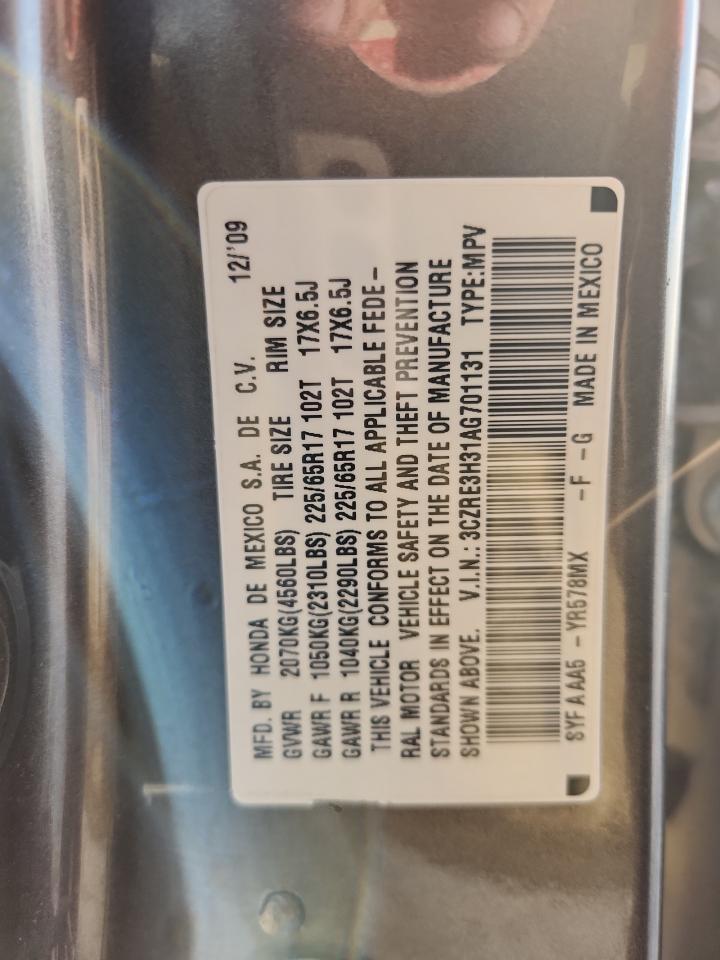 MFD. BY HONDA DE MEXICO S.A. DE C.V. 12/'09
GVWR 2070KG(4560LBS) TIRE SIZE RIM SIZE
GAWR F 1050KG(2310LBS) 225/65R17 102T 17X6.5J
GAWR R 1040KG(2290LBS) 225/65R17 102T 17X6.5J
THIS VEHICLE CONFORMS TO ALL APPLICABLE FEDE-
RAL MOTOR VEHICLE SAFETY AND THEFT PREVENTION
STANDARDS IN EFFECT ON THE DATE OF MANUFACTURE
SHOWN ABOVE. V.I.N.: 3CZRE3H31AG701131 TYPE:MPV
SYFA AA5 - YR578MX -F -G MADE IN MEXICO